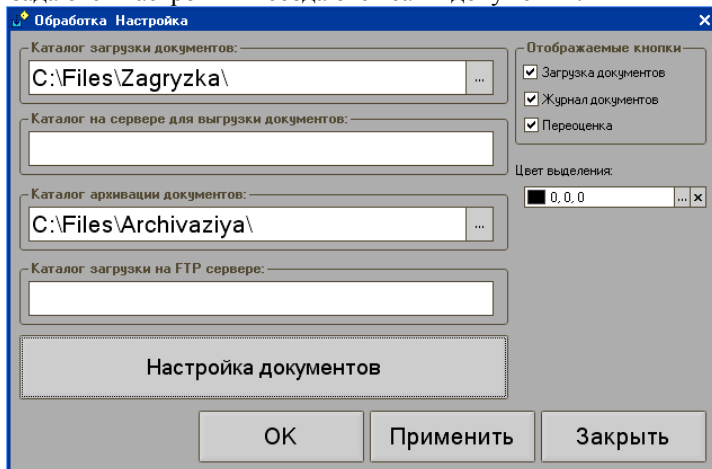 Обработка Настройка
Каталог загрузки документов:
C:\Files\Zagryzka\
...
Каталог на сервере для выгрузки документов:
Каталог архивации документов:
C:\Files\Archivaziya\
...
Каталог загрузки на FTP сервере:
Настройка документов
Отображаемые кнопки
Загрузка документов
Журнал документов
Переоценка
Цвет выделения:
0, 0, 0
... ×
OK Применить Закрыть